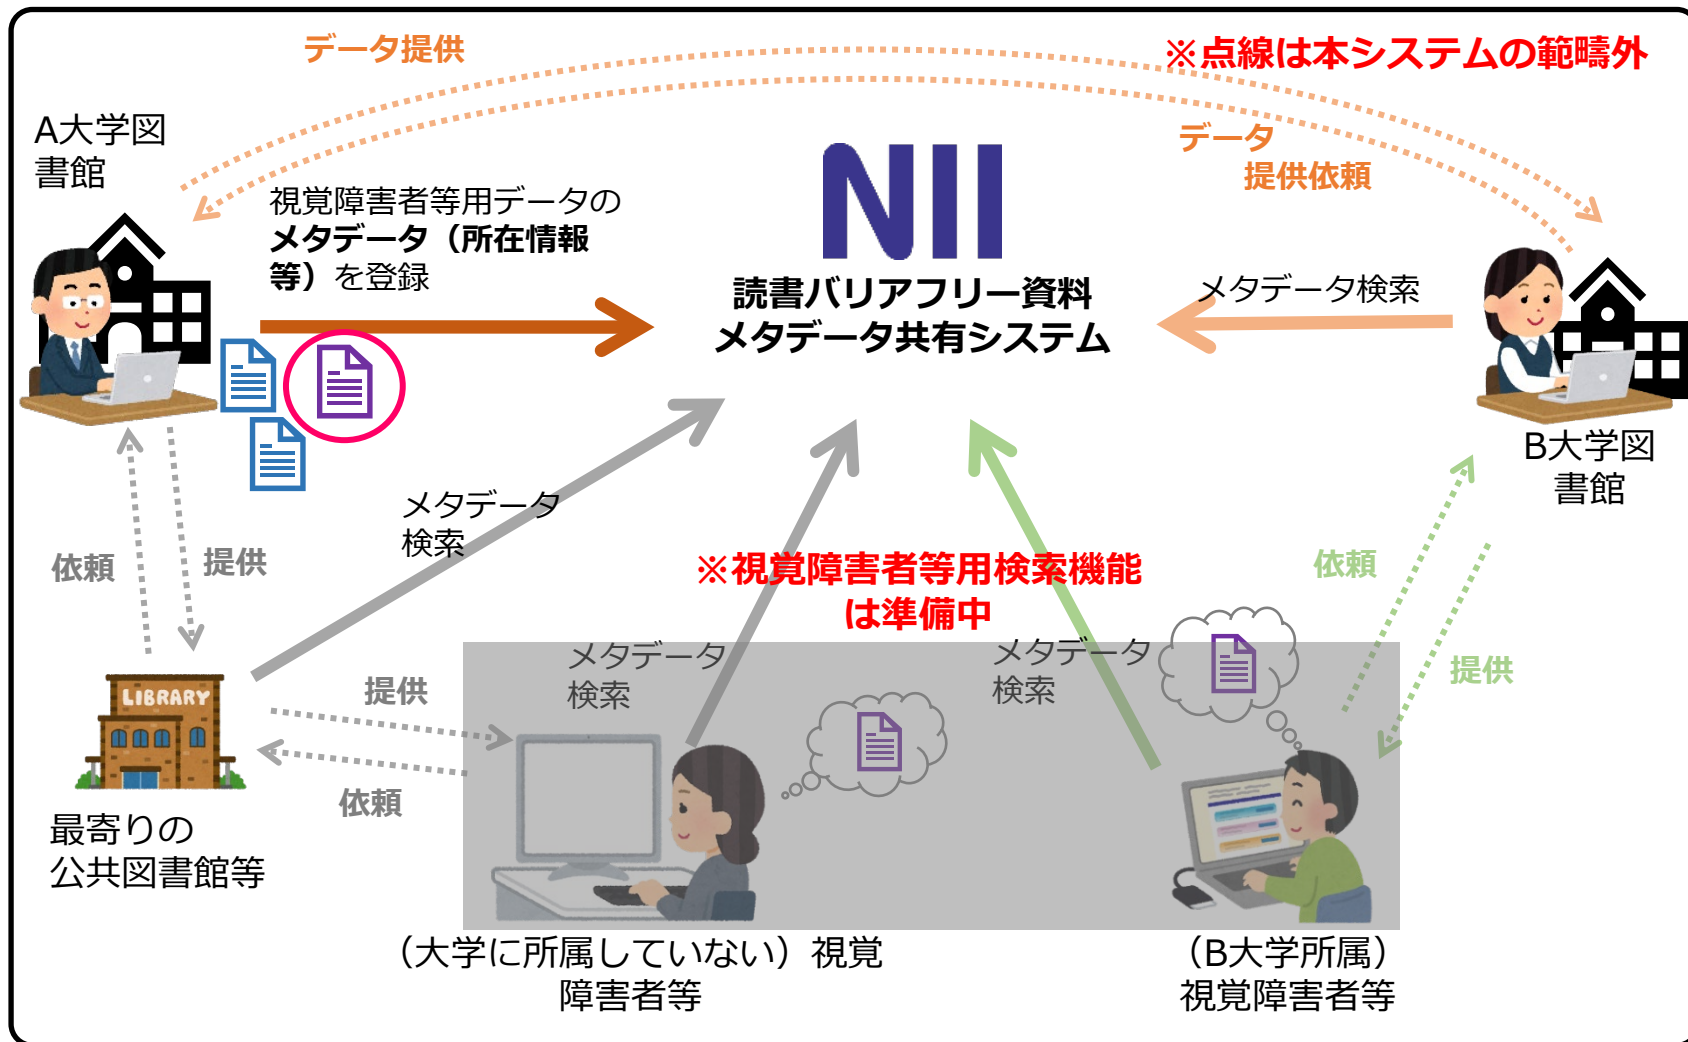 データ提供
※点線は本システムの範疇外
A大学図
書館
データ
提供依頼
NII
視覚障害者等用データの
メタデータ（所在情報
等）を登録
読書バリアフリー資料
メタデータ共有システム
メタデータ検索
B大学図
書館
メタデータ
検索
依頼
提供
※視覚障害者等用検索機能
は準備中
依頼
提供
メタデータ
検索
メタデータ
検索
LIBRARY
提供
依頼
最寄りの
公共図書館等
（大学に所属していない）視覚
障害者等
（B大学所属）
視覚障害者等